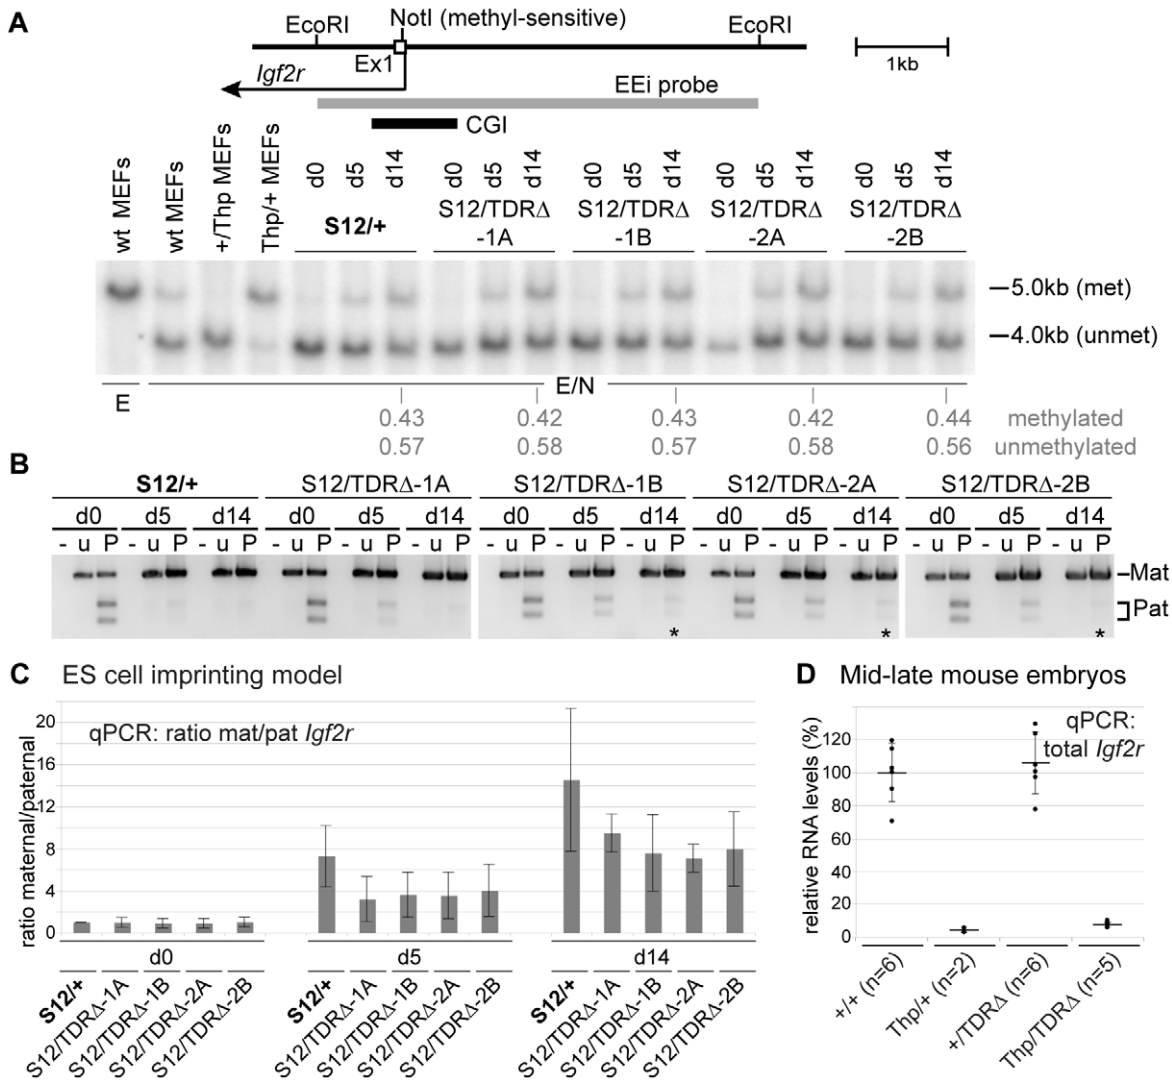 A
EcoRI
NotI (methyl-sensitive)
EcoRI
Ex1
1kb
Igf2r
EEi probe
CGI
wt MEFs
wt MEFs
+/Thp MEFs
Thp/+ MEFs
d0 d5 d14 d0 d5 d14 d0 d5 d14 d0 d5 d14 d0 d5 d14
S12/+ S12/TDRΔ S12/TDRΔ S12/TDRΔ S12/TDRΔ
-1A -1B -2A -2B
5.0kb (met)
4.0kb (unmet)
E E/N
0.43 0.42 0.43 0.42 0.44 methylated
0.57 0.58 0.57 0.58 0.56 unmethylated
B
S12/+ S12/TDRΔ-1A S12/TDRΔ-1B S12/TDRΔ-2A S12/TDRΔ-2B
d0 d5 d14 d0 d5 d14 d0 d5 d14 d0 d5 d14 d0 d5 d14
- u P - u P - u P - u P - u P - u P - u P - u P - u P - u P - u P - u P - u P - u P - u P
Mat
Pat
* * *
C ES cell imprinting model
qPCR: ratio mat/pat Igf2r
ratio maternal/paternal
20
16
12
8
4
0
d0 d5 d14
S12/+
S12/TDRΔ-1A
S12/TDRΔ-1B
S12/TDRΔ-2A
S12/TDRΔ-2B
S12/+
S12/TDRΔ-1A
S12/TDRΔ-1B
S12/TDRΔ-2A
S12/TDRΔ-2B
S12/+
S12/TDRΔ-1A
S12/TDRΔ-1B
S12/TDRΔ-2A
S12/TDRΔ-2B
D Mid-late mouse embryos
qPCR:
total Igf2r
relative RNA levels (%)
120
100
80
60
40
20
0
+/+ (n=6)
Thp/+ (n=2)
+/TDRΔ (n=6)
Thp/TDRΔ (n=5)